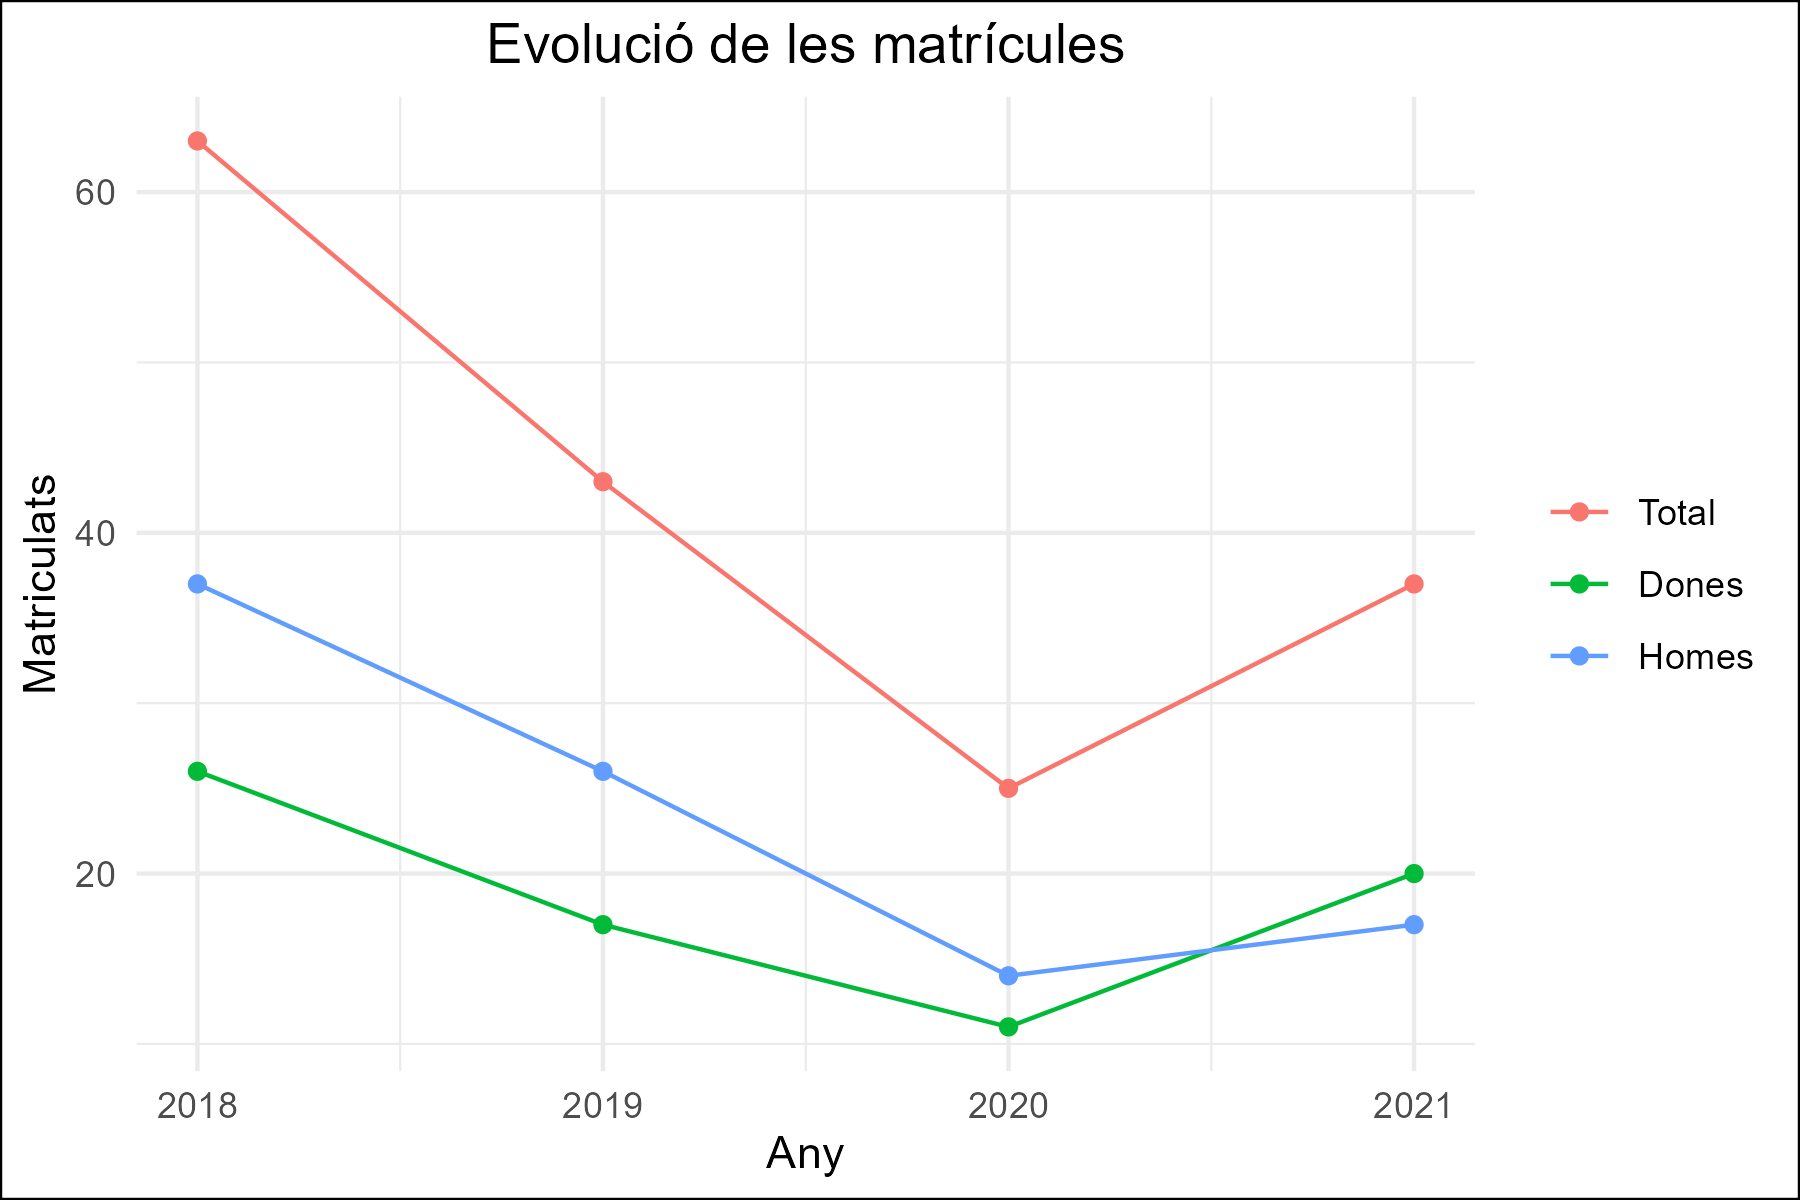 Evolució de les matrícules
60
40
20
Matriculats
2018
2019
2020
2021
Any
Total
Dones
Homes